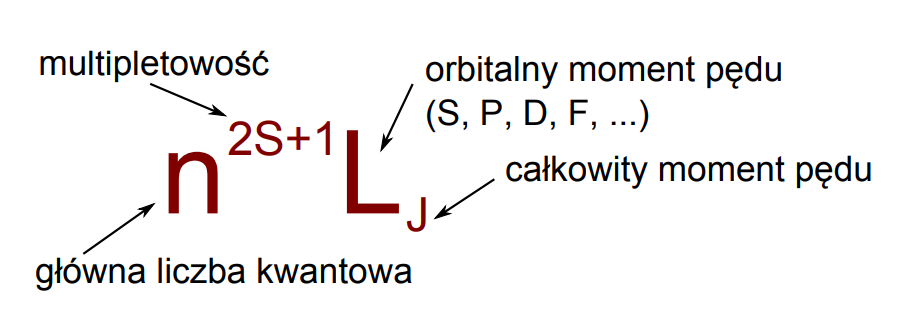 multipletowość
orbitalny moment pędu
(S, P, D, F, ...)
n 2S+1 L J
całkowity moment pędu
główna liczba kwantowa